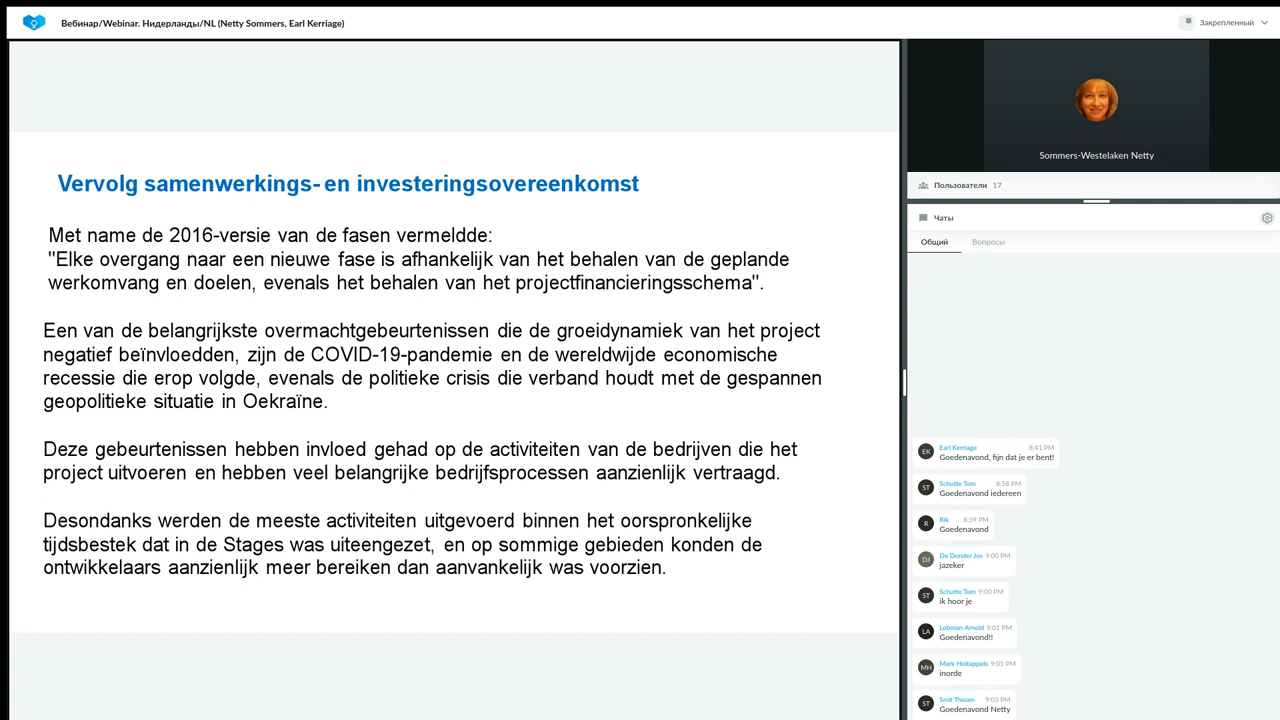 Вебинар/Webinar. Нидерланды/NL (Netty Sommers, Earl Kerriage)
Закрепленный
Vervolg samenwerkings- en investeringsovereenkomst
Met name de 2016-versie van de fasen vermeldde:
"Elke overgang naar een nieuwe fase is afhankelijk van het behalen van de geplande
werkomvang en doelen, evenals het behalen van het projectfinancieringsschema".
Een van de belangrijkste overmachtgebeurtenissen die de groeidynamiek van het project
negatief beïnvloedden, zijn de COVID-19-pandemie en de wereldwijde economische
recessie die erop volgde, evenals de politieke crisis die verband houdt met de gespannen
geopolitieke situatie in Oekraïne.
Deze gebeurtenissen hebben invloed gehad op de activiteiten van de bedrijven die het
project uitvoeren en hebben veel belangrijke bedrijfsprocessen aanzienlijk vertraagd.
Desondanks werden de meeste activiteiten uitgevoerd binnen het oorspronkelijke
tijdsbestek dat in de Stages was uiteengezet, en op sommige gebieden konden de
ontwikkelaars aanzienlijk meer bereiken dan aanvankelijk was voorzien.
Sommers-Westelaken Netty
Пользователи 17
Чаты
Общий Вопросы
EK Earl Kerriage 8:41 PM
Goedenavond, fijn dat je er bent!
ST Schutte Tom 8:58 PM
Goedenavond iedereen
R Rik 8:59 PM
Goedenavond
DJ De Donder Jos 9:00 PM
jazeker
ST Schutte Tom 9:00 PM
ik hoor je
LA Lobman Arnold 9:01 PM
Goedenavond!!
MH Mark Holtappels 9:01 PM
inorde
ST Smit Thoom 9:03 PM
Goedenavond Netty